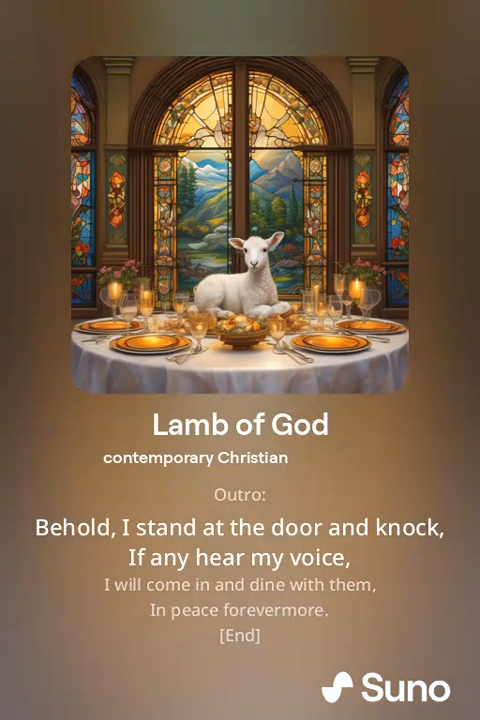 Lamb of God
contemporary Christian
Outro:
Behold, I stand at the door and knock,
If any hear my voice,
I will come in and dine with them,
In peace forevermore.
[End]
Suno